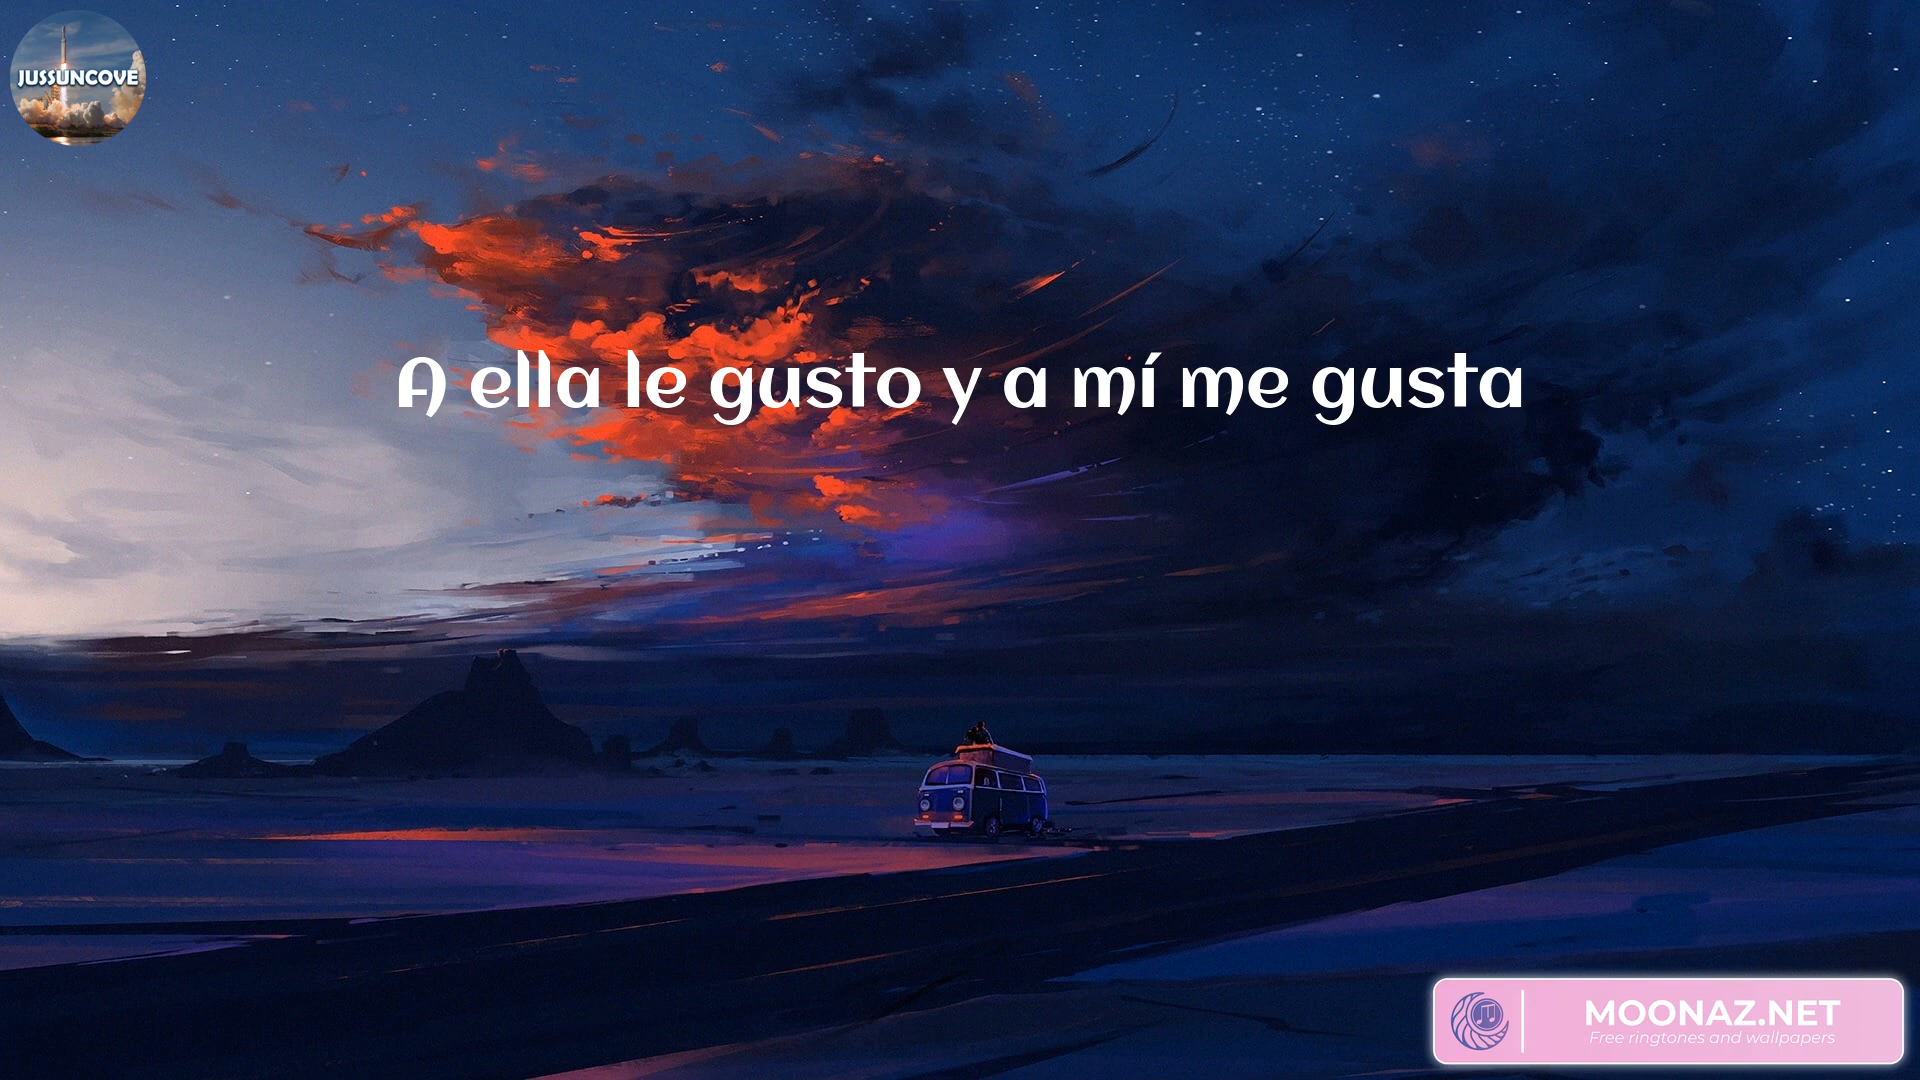 JUSSUNCOVE
A ella le gusto y a mí me gusta
MOONAZ.NET
Free ringtones and wallpapers